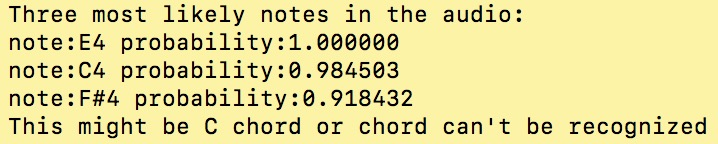 Three most likely notes in the audio:
note:E4 probability:1.000000
note:C4 probability:0.984503
note:F#4 probability:0.918432
This might be C chord or chord can't be recognized